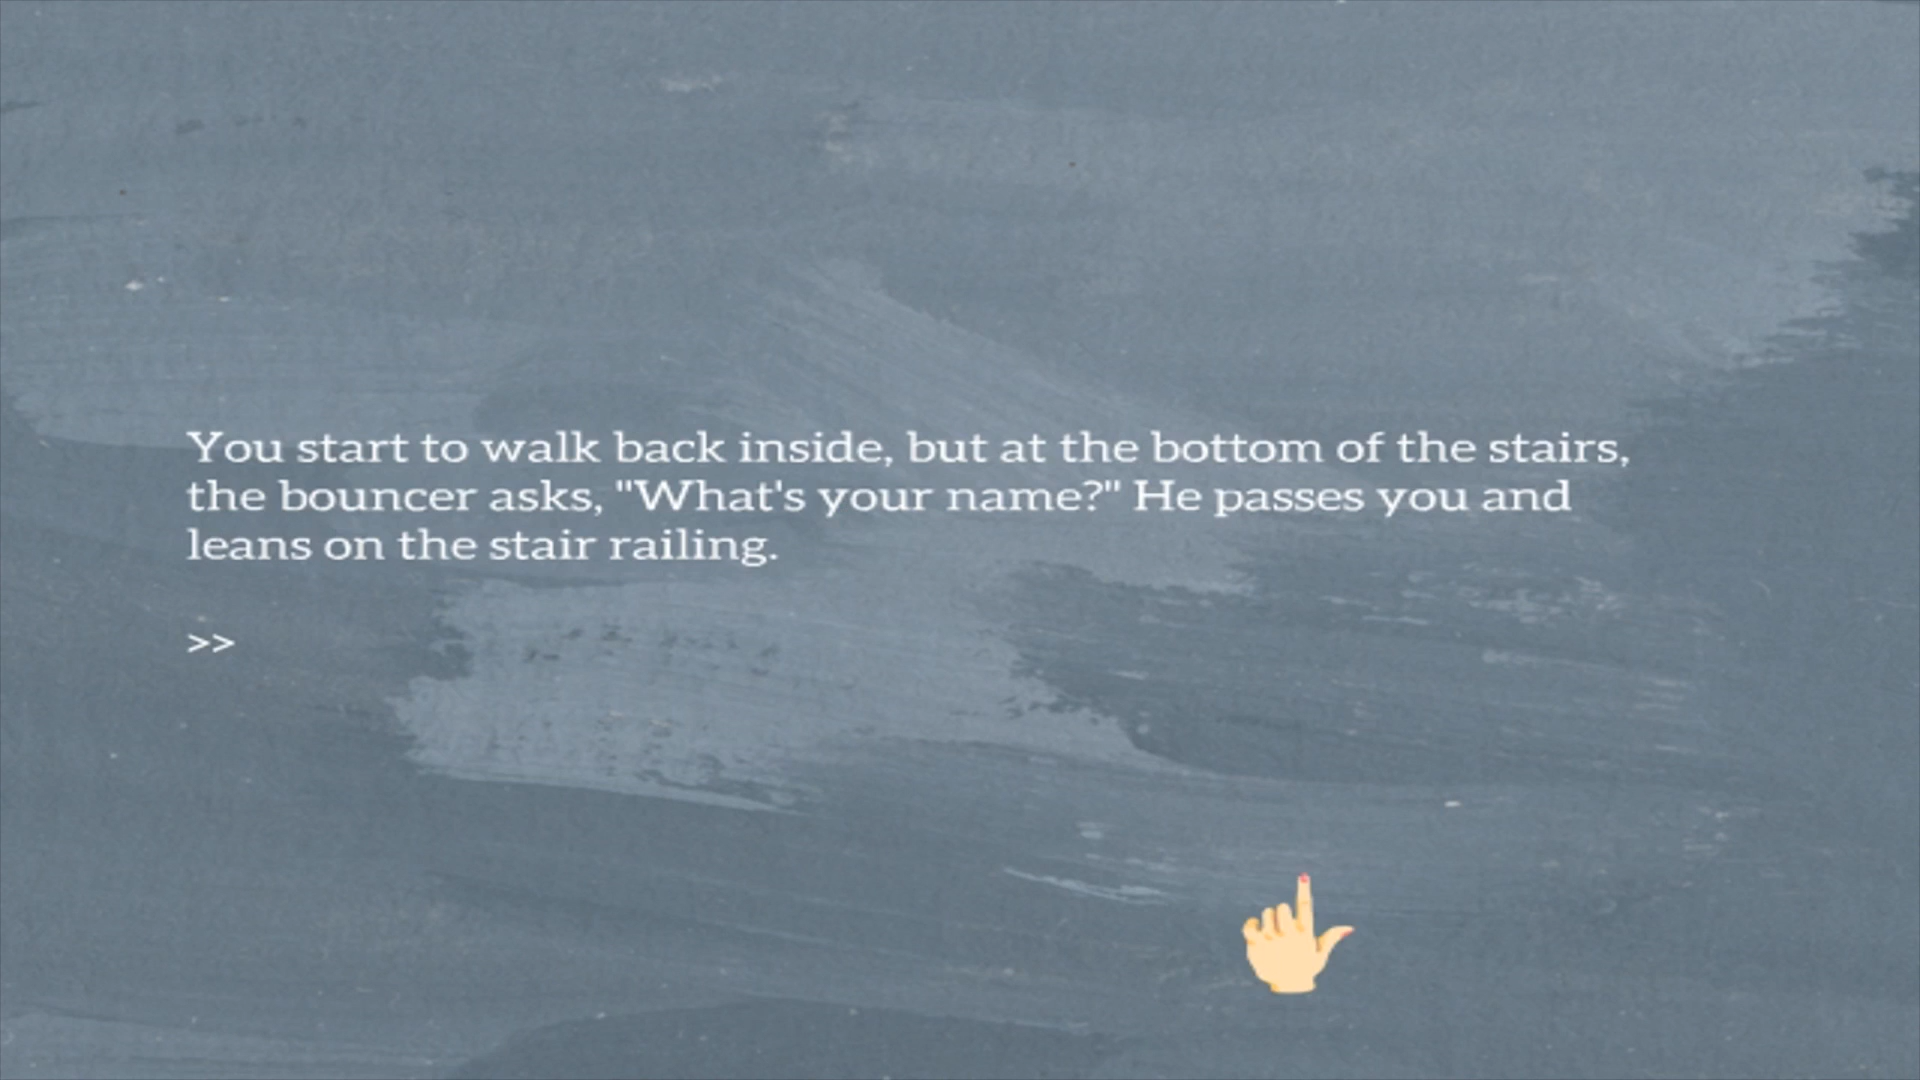 You start to walk back inside, but at the bottom of the stairs,
the bouncer asks, "What's your name?" He passes you and
leans on the stair railing.
>>